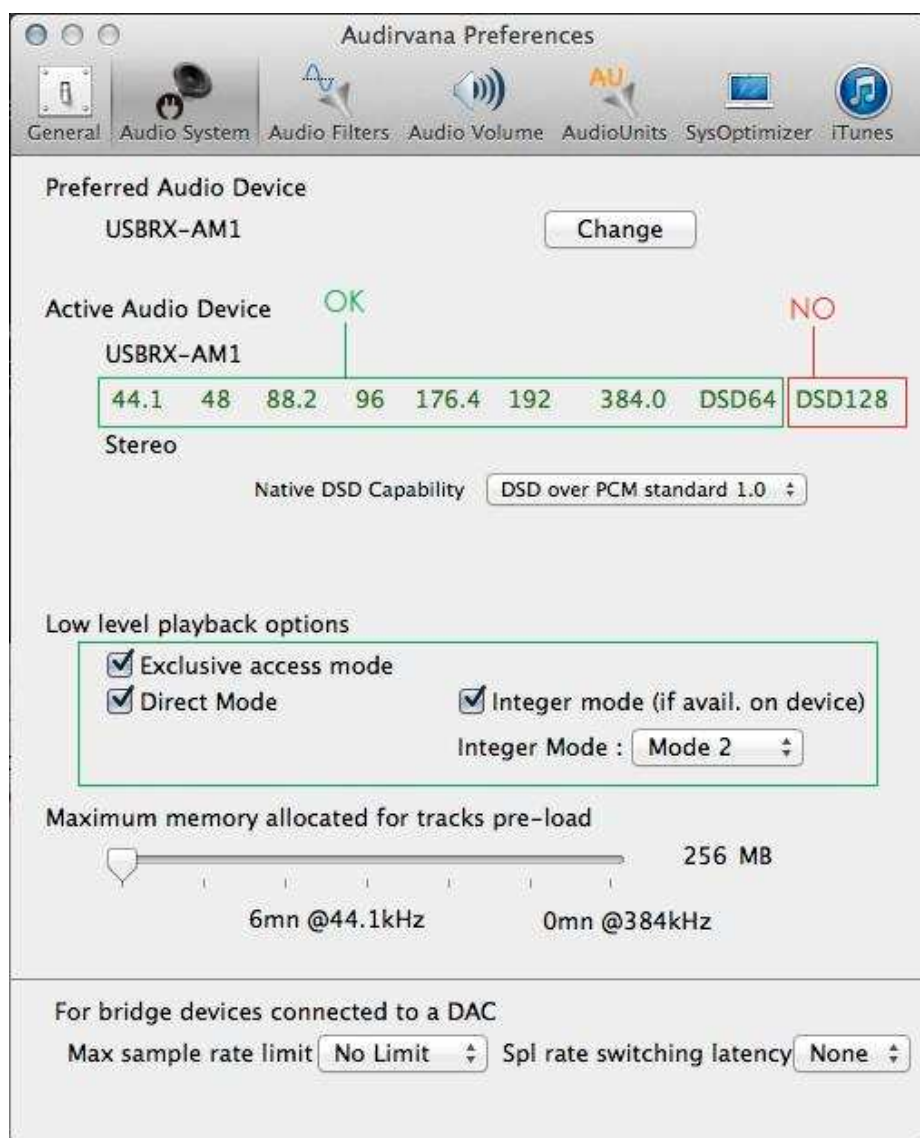 Audirvana Preferences
General Audio System Audio Filters Audio Volume AudioUnits SysOptimizer iTunes
AU
Preferred Audio Device
USBRX-AM1 Change
Active Audio Device OK NO
USBRX-AM1
44.1 48 88.2 96 176.4 192 384.0 DSD64 DSD128
Stereo
Native DSD Capability DSD over PCM standard 1.0
Low level playback options
Exclusive access mode
Direct Mode Integer mode (if avail. on device)
Integer Mode : Mode 2
Maximum memory allocated for tracks pre-load
256 MB
6mn @44.1kHz 0mn @384kHz
For bridge devices connected to a DAC
Max sample rate limit No Limit Spl rate switching latency None